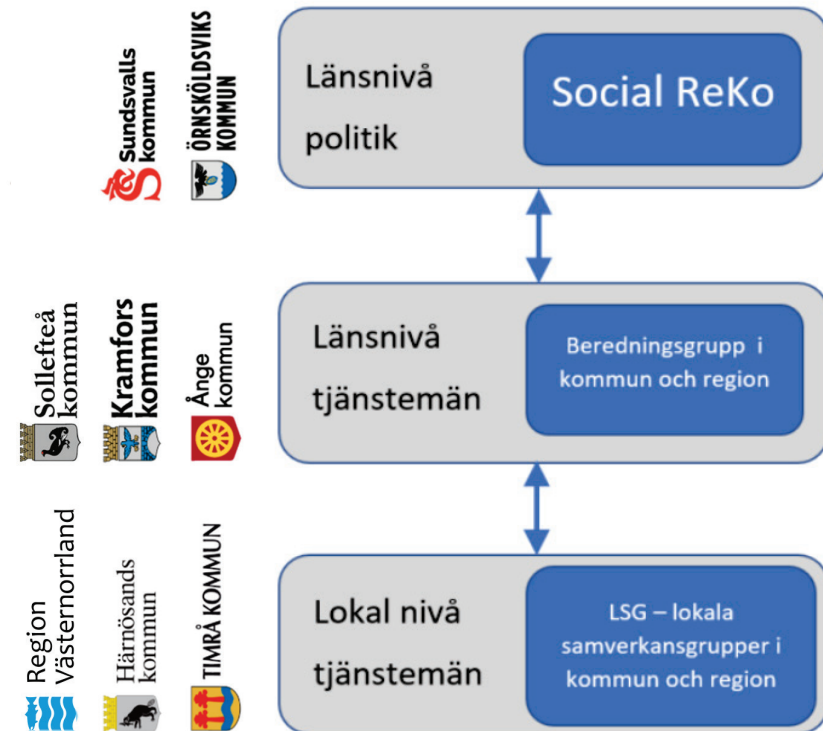 Sundsvalls
kommun
ÖRNSKÖLDSVIKS
KOMMUN
Länsnivå
politik
Social ReKo
Sollefteå
kommun
Kramfors
kommun
Ånge
kommun
Länsnivå
tjänstemän
Beredningsgrupp i
kommun och region
Region
Västernorrland
Härnösands
kommun
TIMRÅ KOMMUN
Lokal nivå
tjänstemän
LSG – lokala
samverkansgrupper i
kommun och region